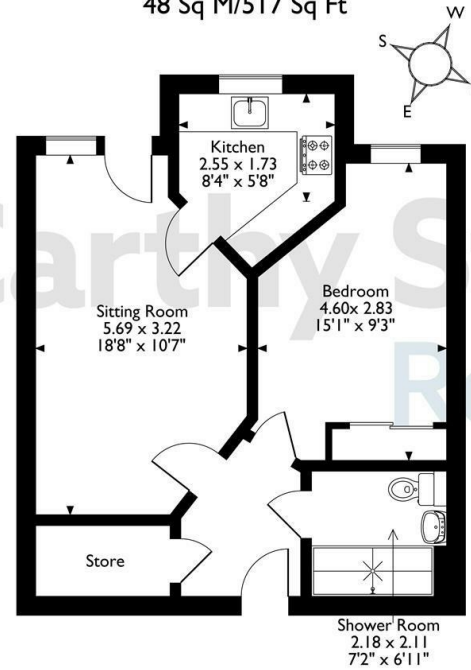 48 Sq M/517 Sq Ft
W
S
E
Kitchen
2.55 x 1.73
8'4" x 5'8"
Sitting Room
5.69 x 3.22
18'8" x 10'7"
Bedroom
4.60x 2.83
15'1" x 9'3"
Store
Shower Room
2.18 x 2.11
7'2" x 6'11"